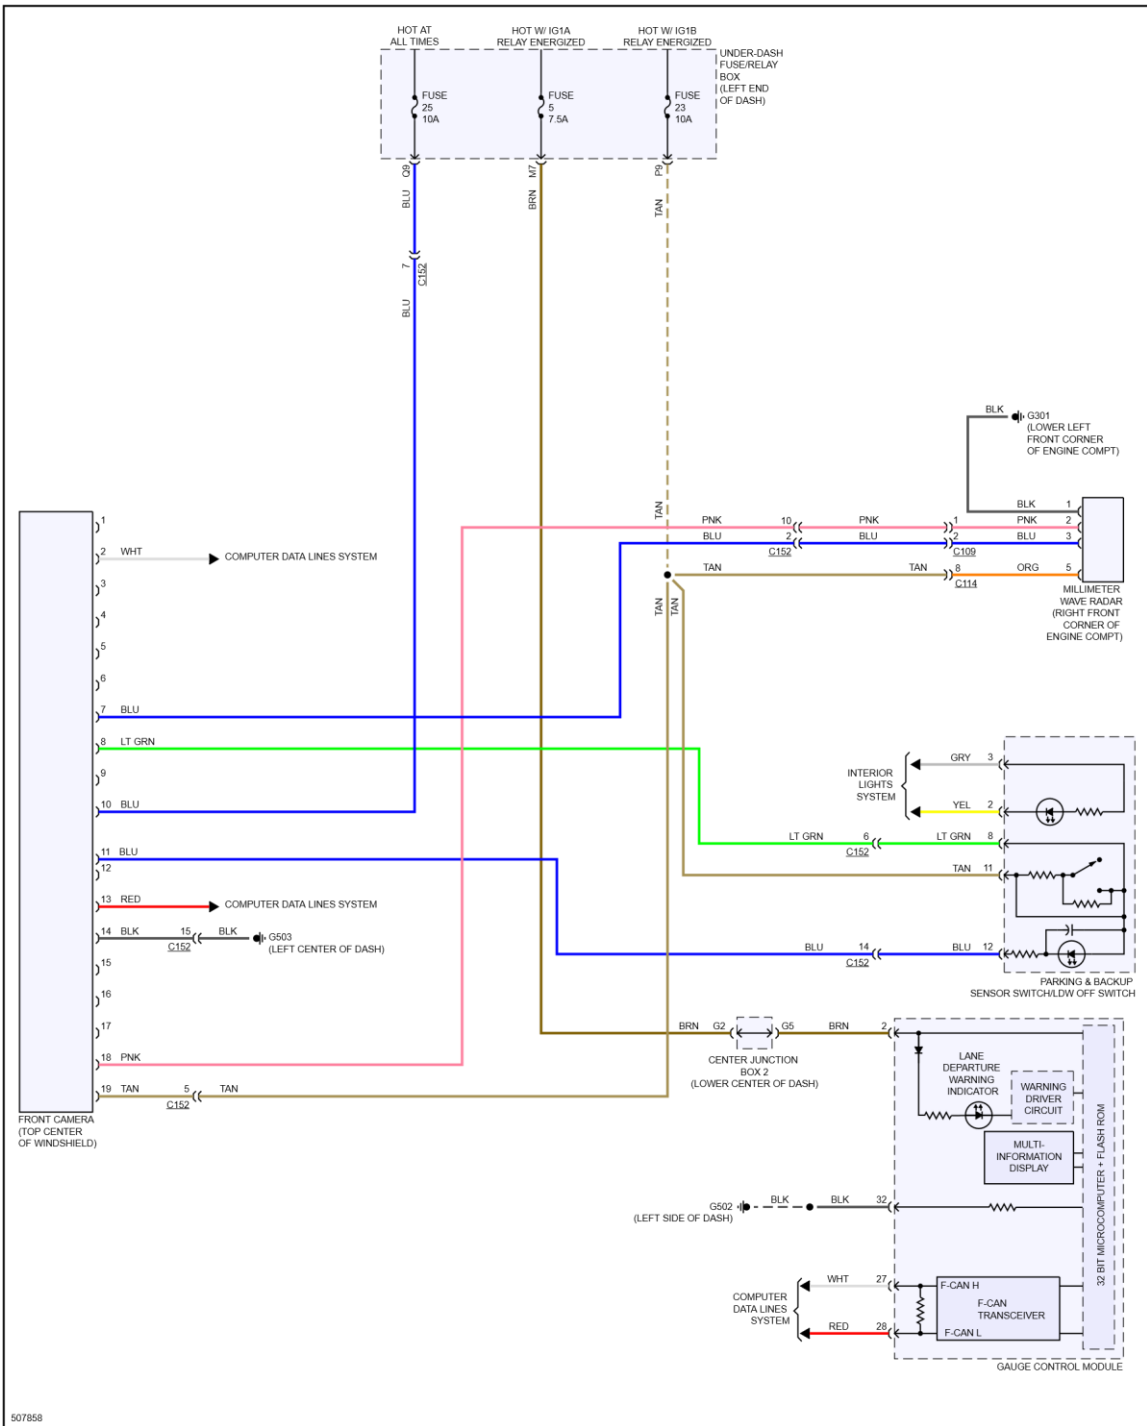 HOT AT
ALL TIMES
HOT W/ IG1A
RELAY ENERGIZED
HOT W/ IG1B
RELAY ENERGIZED
UNDER-DASH
FUSE/RELAY
BOX
(LEFT END
OF DASH)
FUSE
25
10A
FUSE
5
7.5A
FUSE
23
10A
Q9
M7
P9
BLU
BRN
TAN
7
C152
BLU
BLK
G301
(LOWER LEFT
FRONT CORNER
OF ENGINE COMPT)
TAN
BLK 1
PNK 10 PNK 1 PNK 2
BLU 2 BLU 2 BLU 3
C152 C109
TAN TAN 8 ORG 5
C114
MILLIMETER
WAVE RADAR
(RIGHT FRONT
CORNER OF
ENGINE COMPT)
TAN
TAN
1
2 WHT COMPUTER DATA LINES SYSTEM
3
4
5
6
7 BLU
8 LT GRN
9
10 BLU
11 BLU
12
13 RED COMPUTER DATA LINES SYSTEM
14 BLK 15 BLK G503
C152 (LEFT CENTER OF DASH)
15
16
17
18 PNK
19 TAN 5 TAN
C152
FRONT CAMERA
(TOP CENTER
OF WINDSHIELD)
INTERIOR
LIGHTS
SYSTEM
GRY 3
YEL 2
LT GRN 6 LT GRN 8
C152
TAN 11
BLU 14 BLU 12
C152
PARKING & BACKUP
SENSOR SWITCH/LDW OFF SWITCH
BRN G2 G5 BRN 2
CENTER JUNCTION
BOX 2
(LOWER CENTER OF DASH)
LANE
DEPARTURE
WARNING
INDICATOR
WARNING
DRIVER
CIRCUIT
MULTI-
INFORMATION
DISPLAY
32 BIT MICROCOMPUTER + FLASH ROM
G502 BLK BLK 32
(LEFT SIDE OF DASH)
COMPUTER
DATA LINES
SYSTEM
WHT 27
RED 28
F-CAN H
F-CAN
TRANSCEIVER
F-CAN L
GAUGE CONTROL MODULE
507858